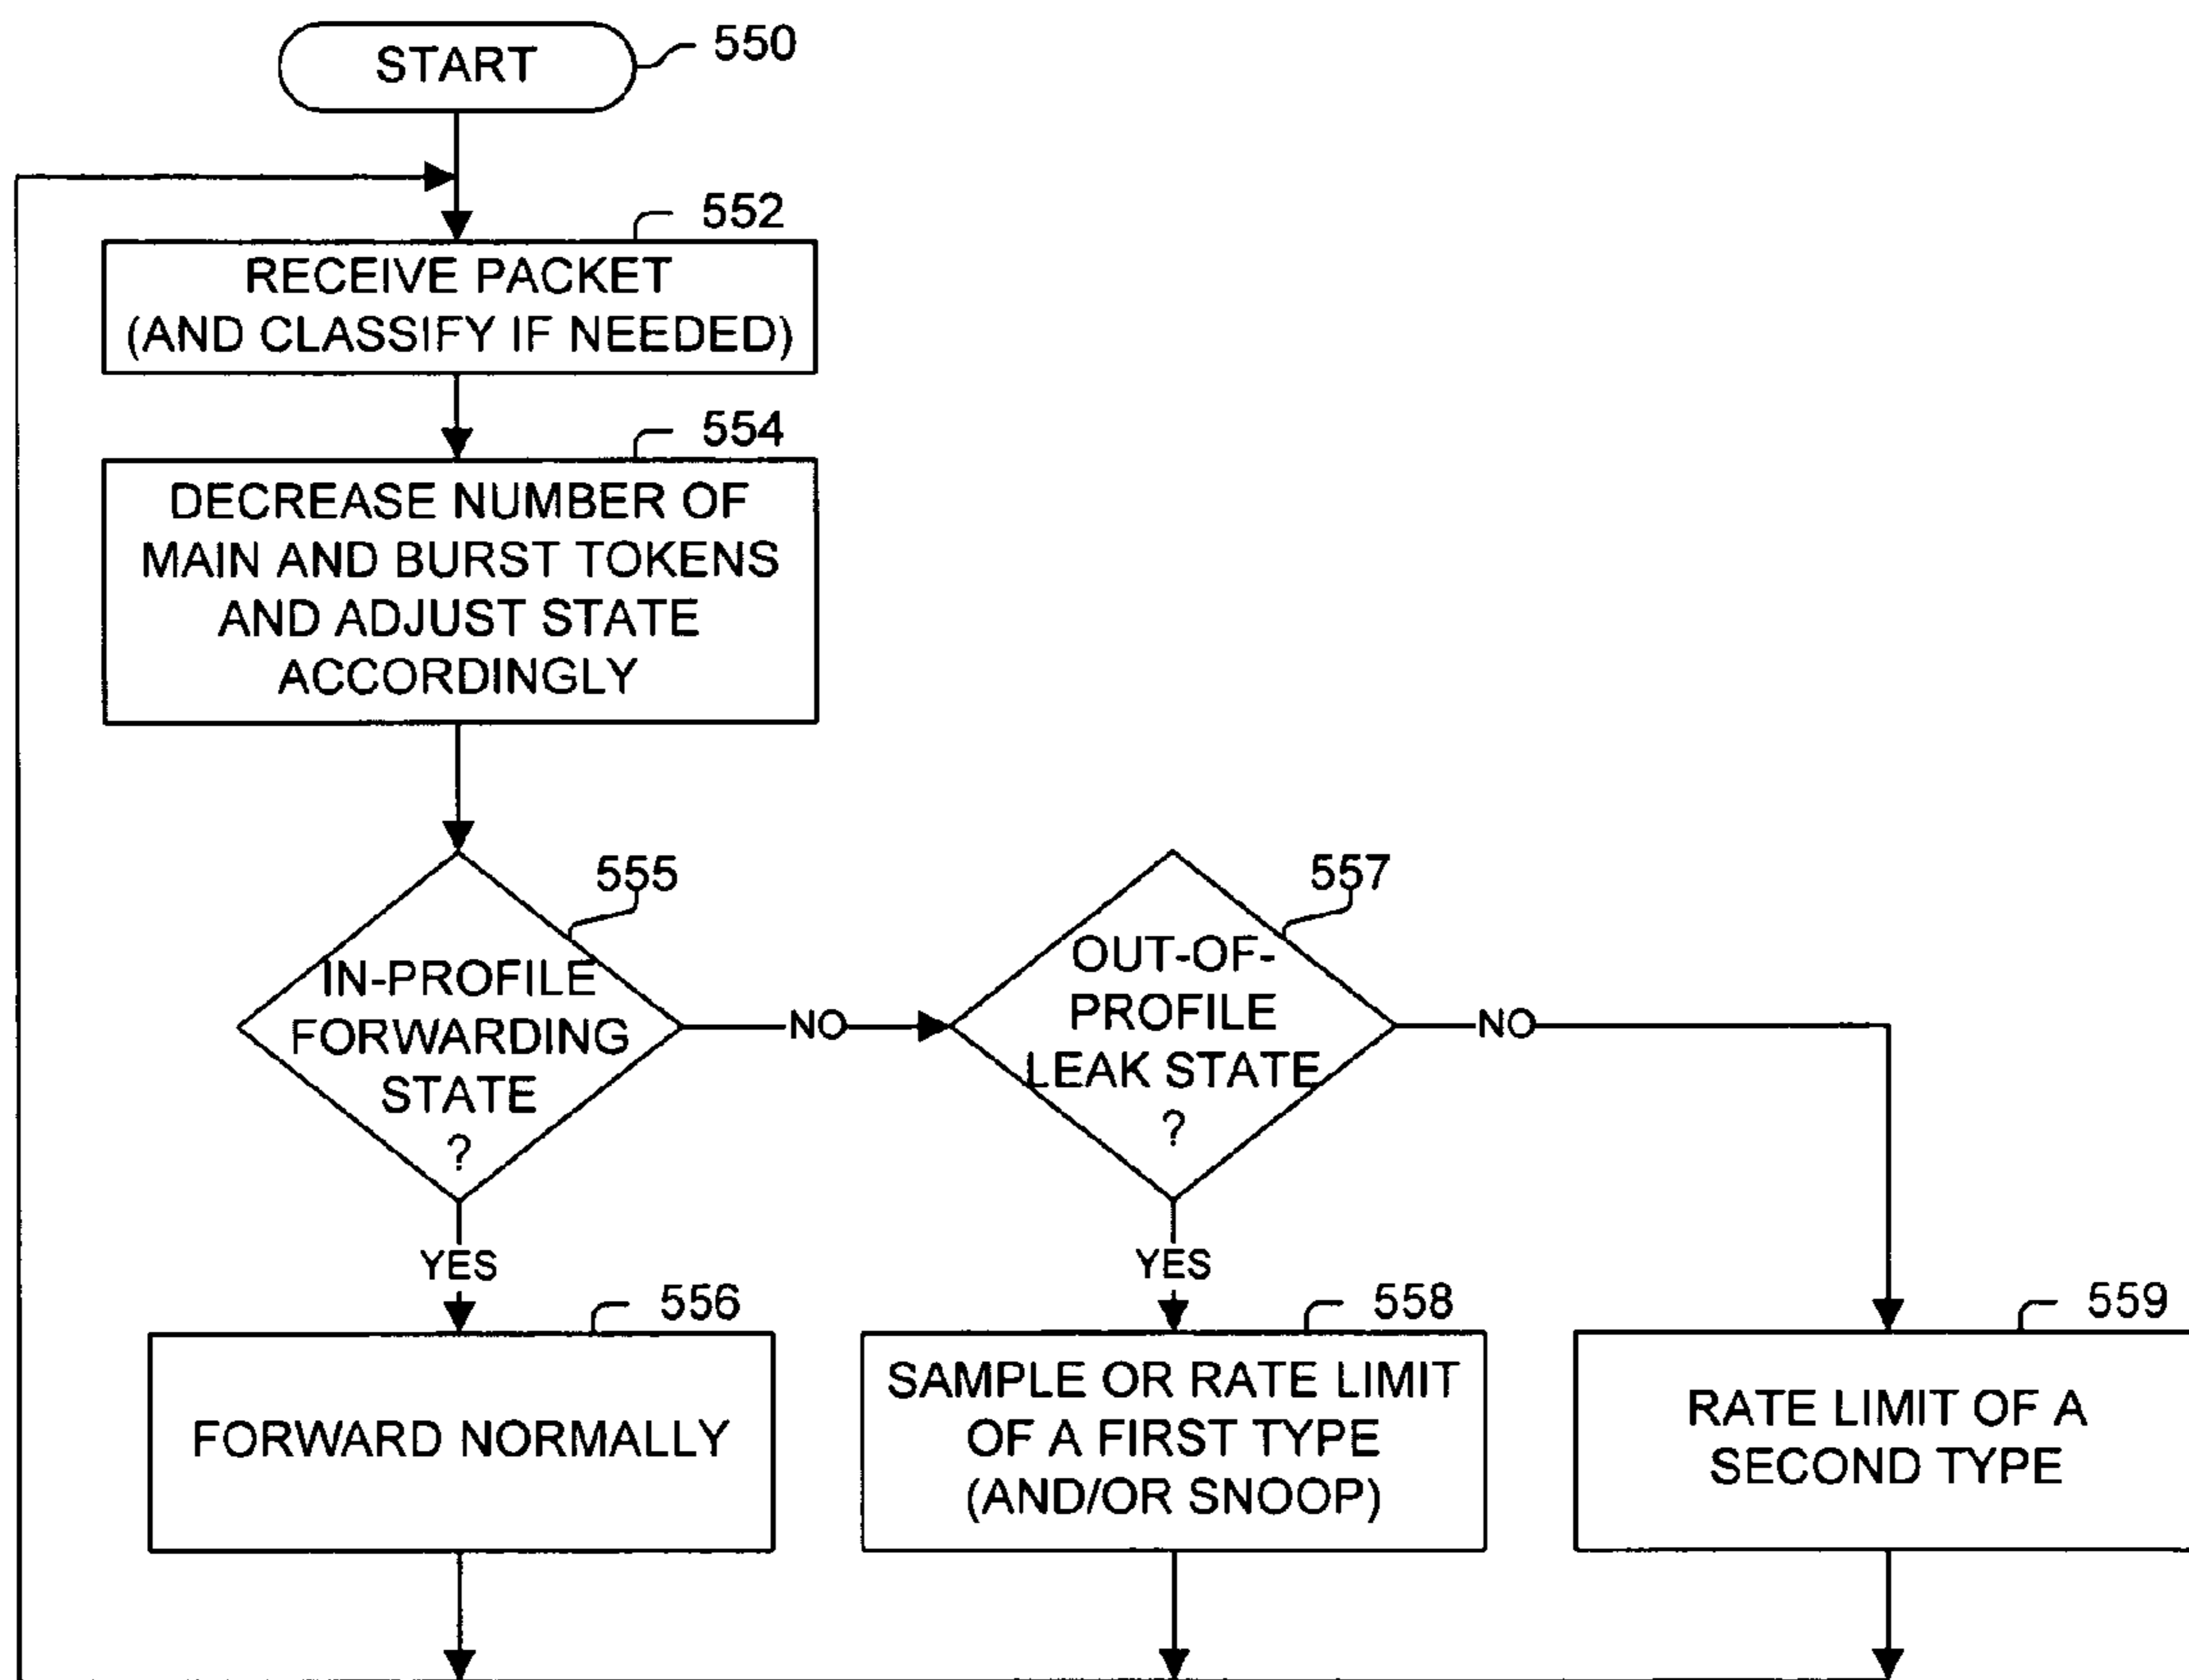 START
550
552
RECEIVE PACKET
(AND CLASSIFY IF NEEDED)
554
DECREASE NUMBER OF
MAIN AND BURST TOKENS
AND ADJUST STATE
ACCORDINGLY
555
IN-PROFILE
FORWARDING
STATE
?
NO
557
OUT-OF-
PROFILE
LEAK STATE
?
NO
YES
YES
556
FORWARD NORMALLY
558
SAMPLE OR RATE LIMIT
OF A FIRST TYPE
(AND/OR SNOOP)
559
RATE LIMIT OF A
SECOND TYPE